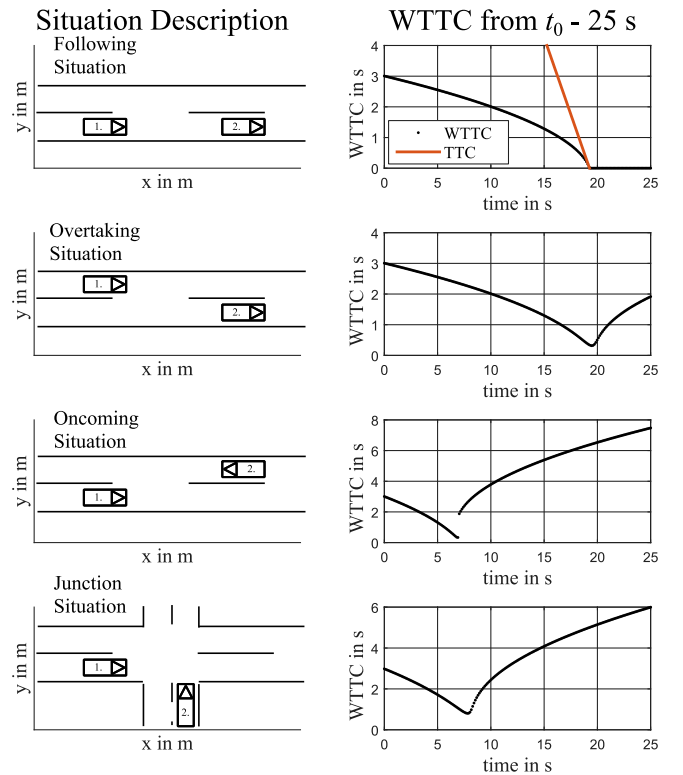 Situation Description
WTTC from t0 - 25 s
Following
Situation
y in m
1.
2.
x in m
WTTC in s
4
3
2
1
0
WTTC
TTC
0 5 10 15 20 25
time in s
Overtaking
Situation
y in m
1.
2.
x in m
WTTC in s
4
3
2
1
0
0 5 10 15 20 25
time in s
Oncoming
Situation
y in m
2.
1.
x in m
WTTC in s
8
6
4
2
0
0 5 10 15 20 25
time in s
Junction
Situation
y in m
1.
2.
x in m
WTTC in s
6
4
2
0
0 5 10 15 20 25
time in s